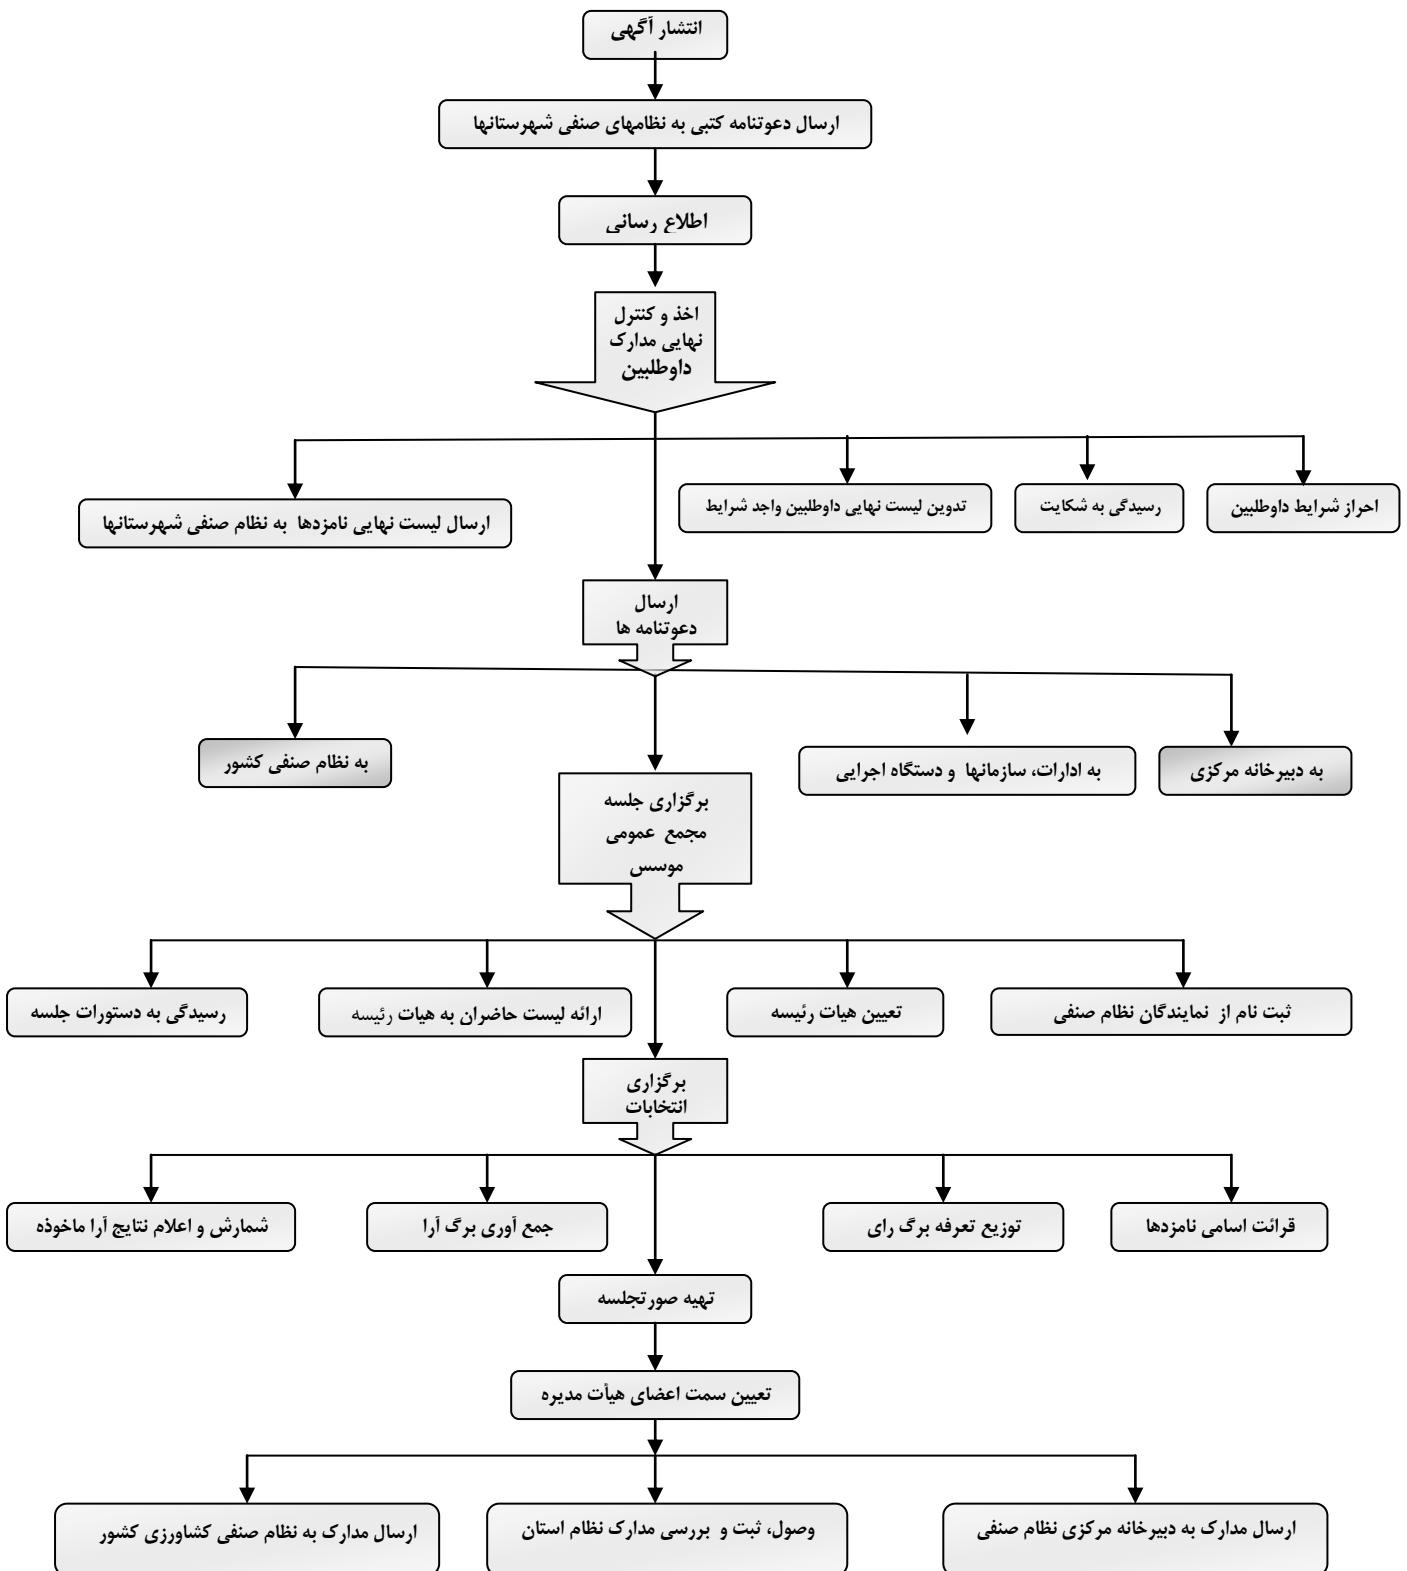 انتشار آگهی
ارسال دعوتنامه کتبی به نظامهای صنفی شهرستانها
اطلاع رسانی
اخذ و کنترل
نهایی مدارک
داوطلبین
احراز شرایط داوطلبین
رسیدگی به شکایت
تدوین لیست نهایی داوطلبین واجد شرایط
ارسال لیست نهایی نامزدها به نظام صنفی شهرستانها
ارسال
دعوتنامه ها
به دبیرخانه مرکزی
به ادارات، سازمانها و دستگاه اجرایی
به نظام صنفی کشور
برگزاری جلسه
مجمع عمومی
موسس
ثبت نام از نمایندگان نظام صنفی
تعیین هیات رئیسه
ارائه لیست حاضران به هیات رئیسه
رسیدگی به دستورات جلسه
برگزاری
انتخابات
قرائت اسامی نامزدها
توزیع تعرفه برگ رای
جمع آوری برگ آرا
شمارش و اعلام نتایج آرا ماخوذه
تهیه صورتجلسه
تعیین سمت اعضای هیأت مدیره
ارسال مدارک به دبیرخانه مرکزی نظام صنفی
وصول، ثبت و بررسی مدارک نظام استان
ارسال مدارک به نظام صنفی کشاورزی کشور